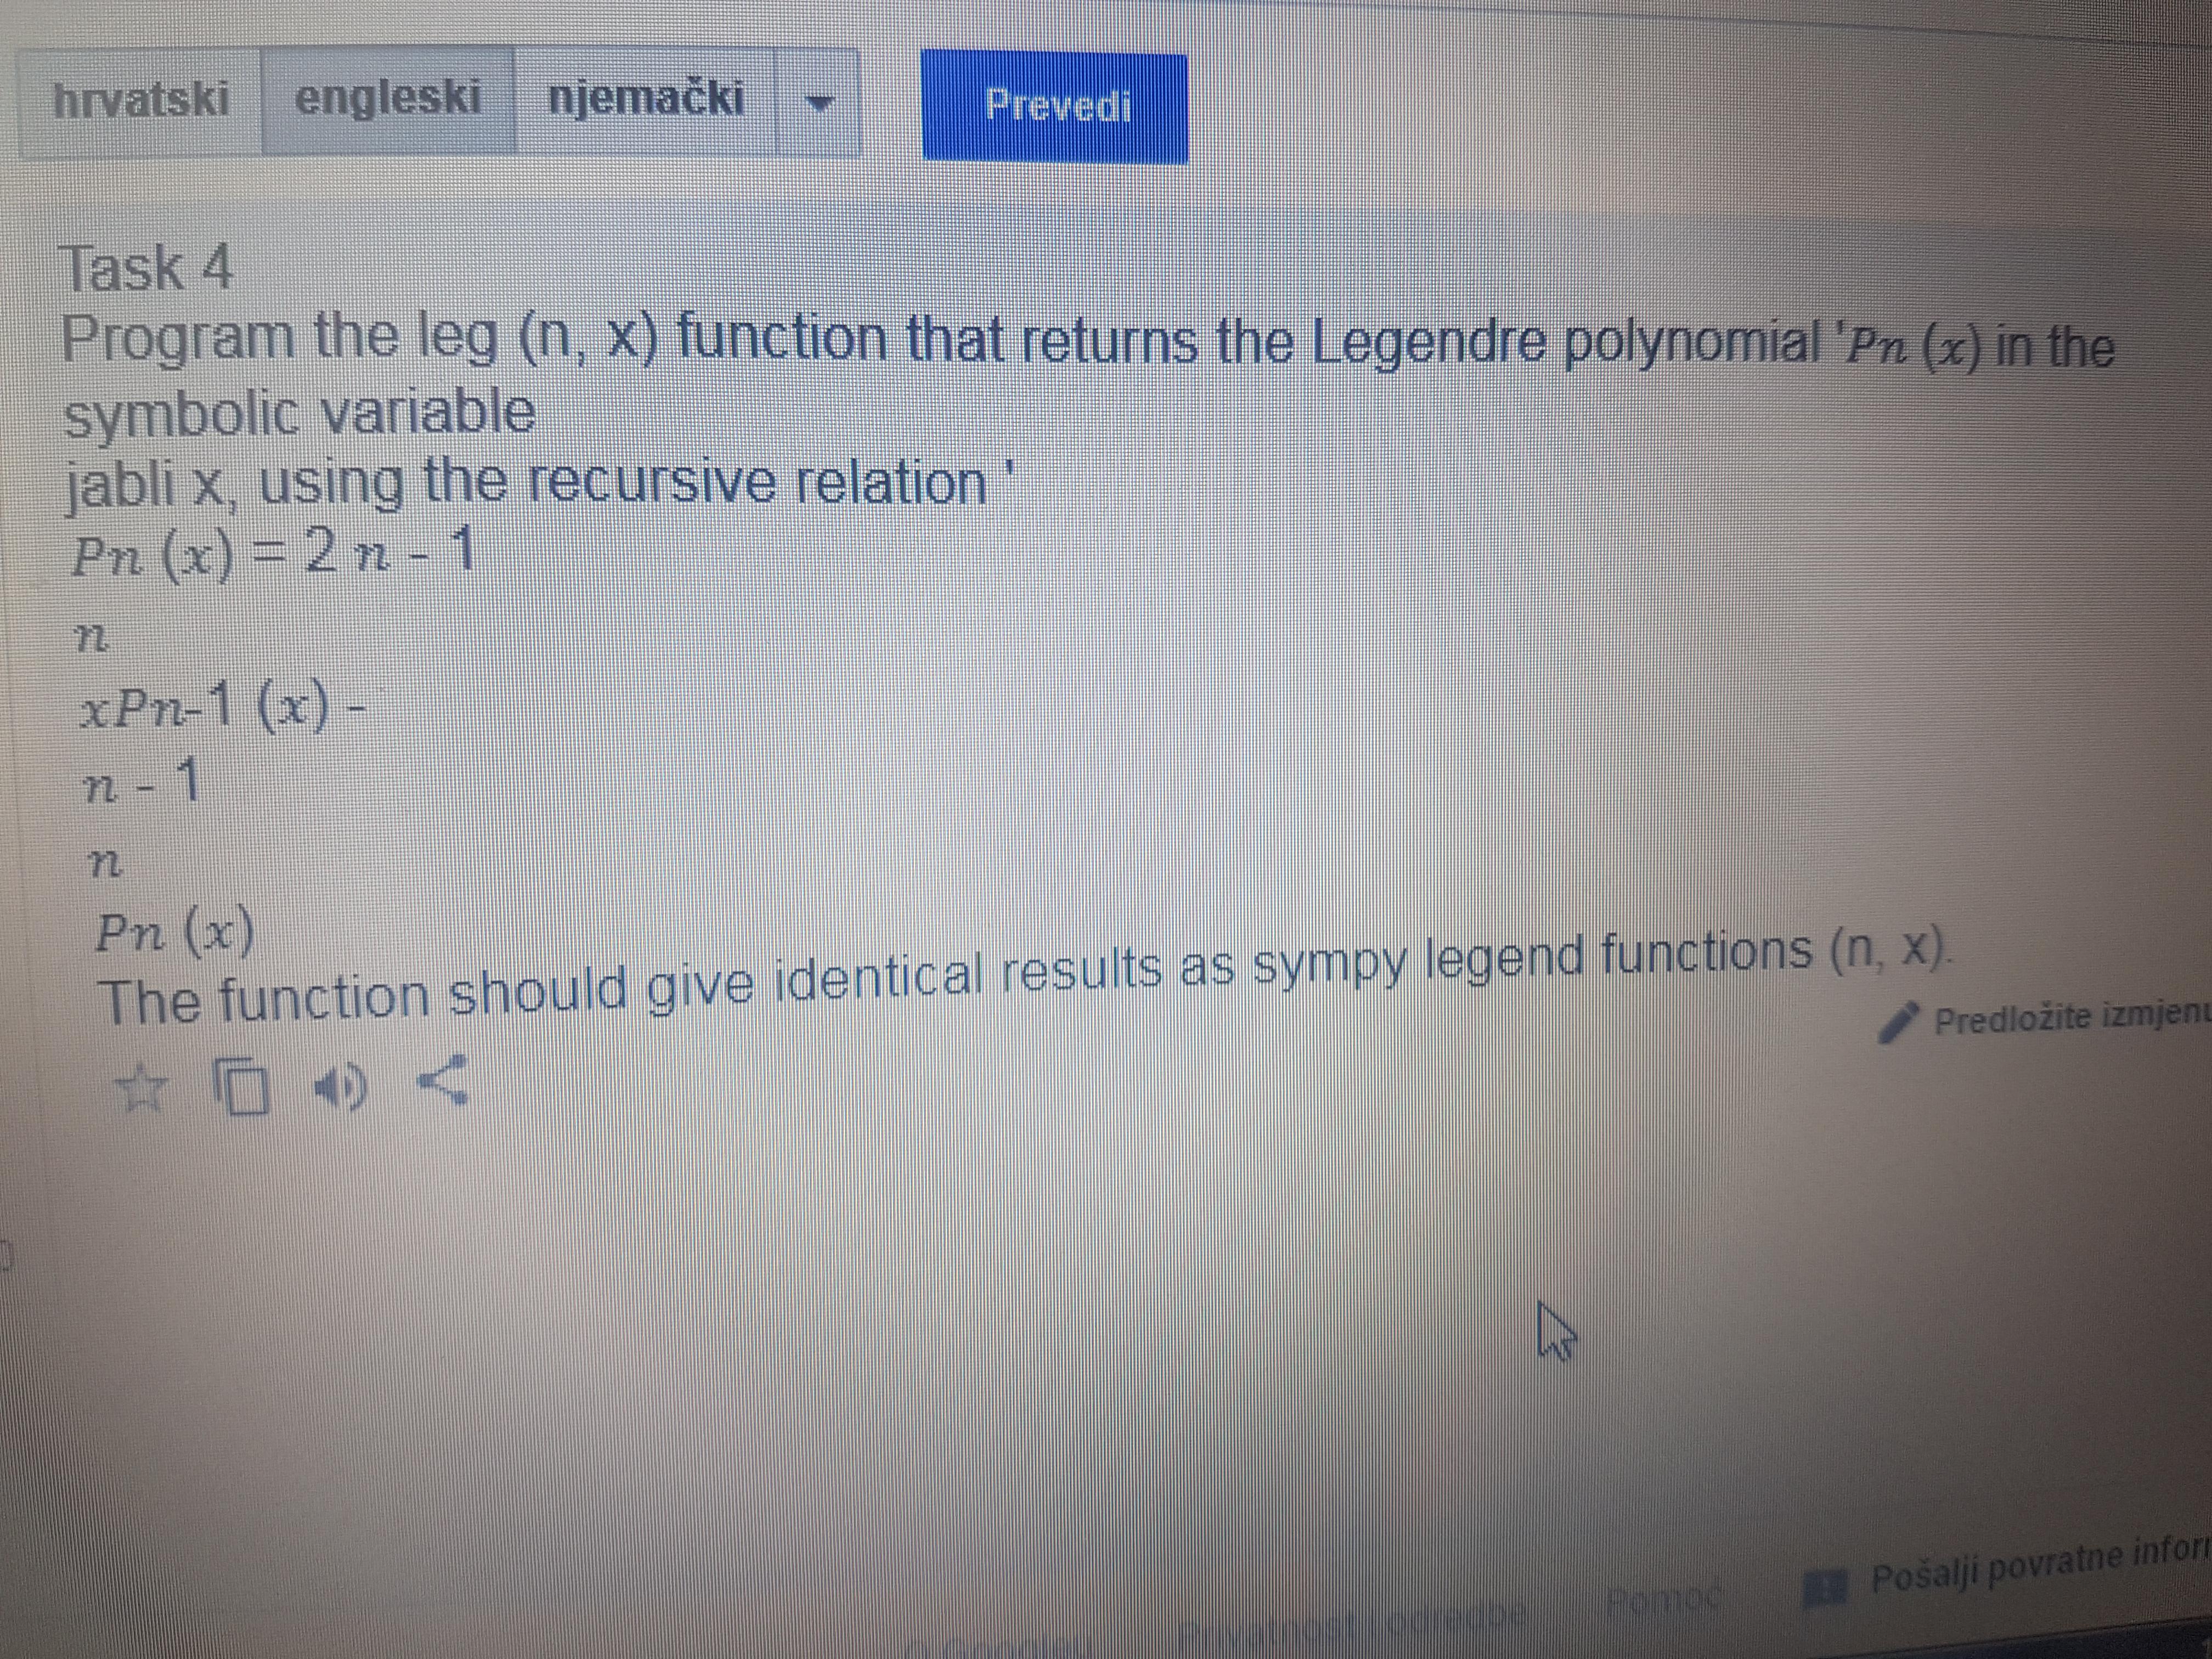 hrvatski engleski njemački Prevedi
Task 4
Program the leg (n, x) function that returns the Legendre polynomial 'Pn (x) in the
symbolic variable
jabli x, using the recursive relation '
Pn (x) = 2 n - 1
n
xPn-1 (x) -
n - 1
n
Pn (x)
The function should give identical results as sympy legend functions (n, x).
Predložite izmjenu
Privatnost i odredbe Pomoć Pošalji povratne